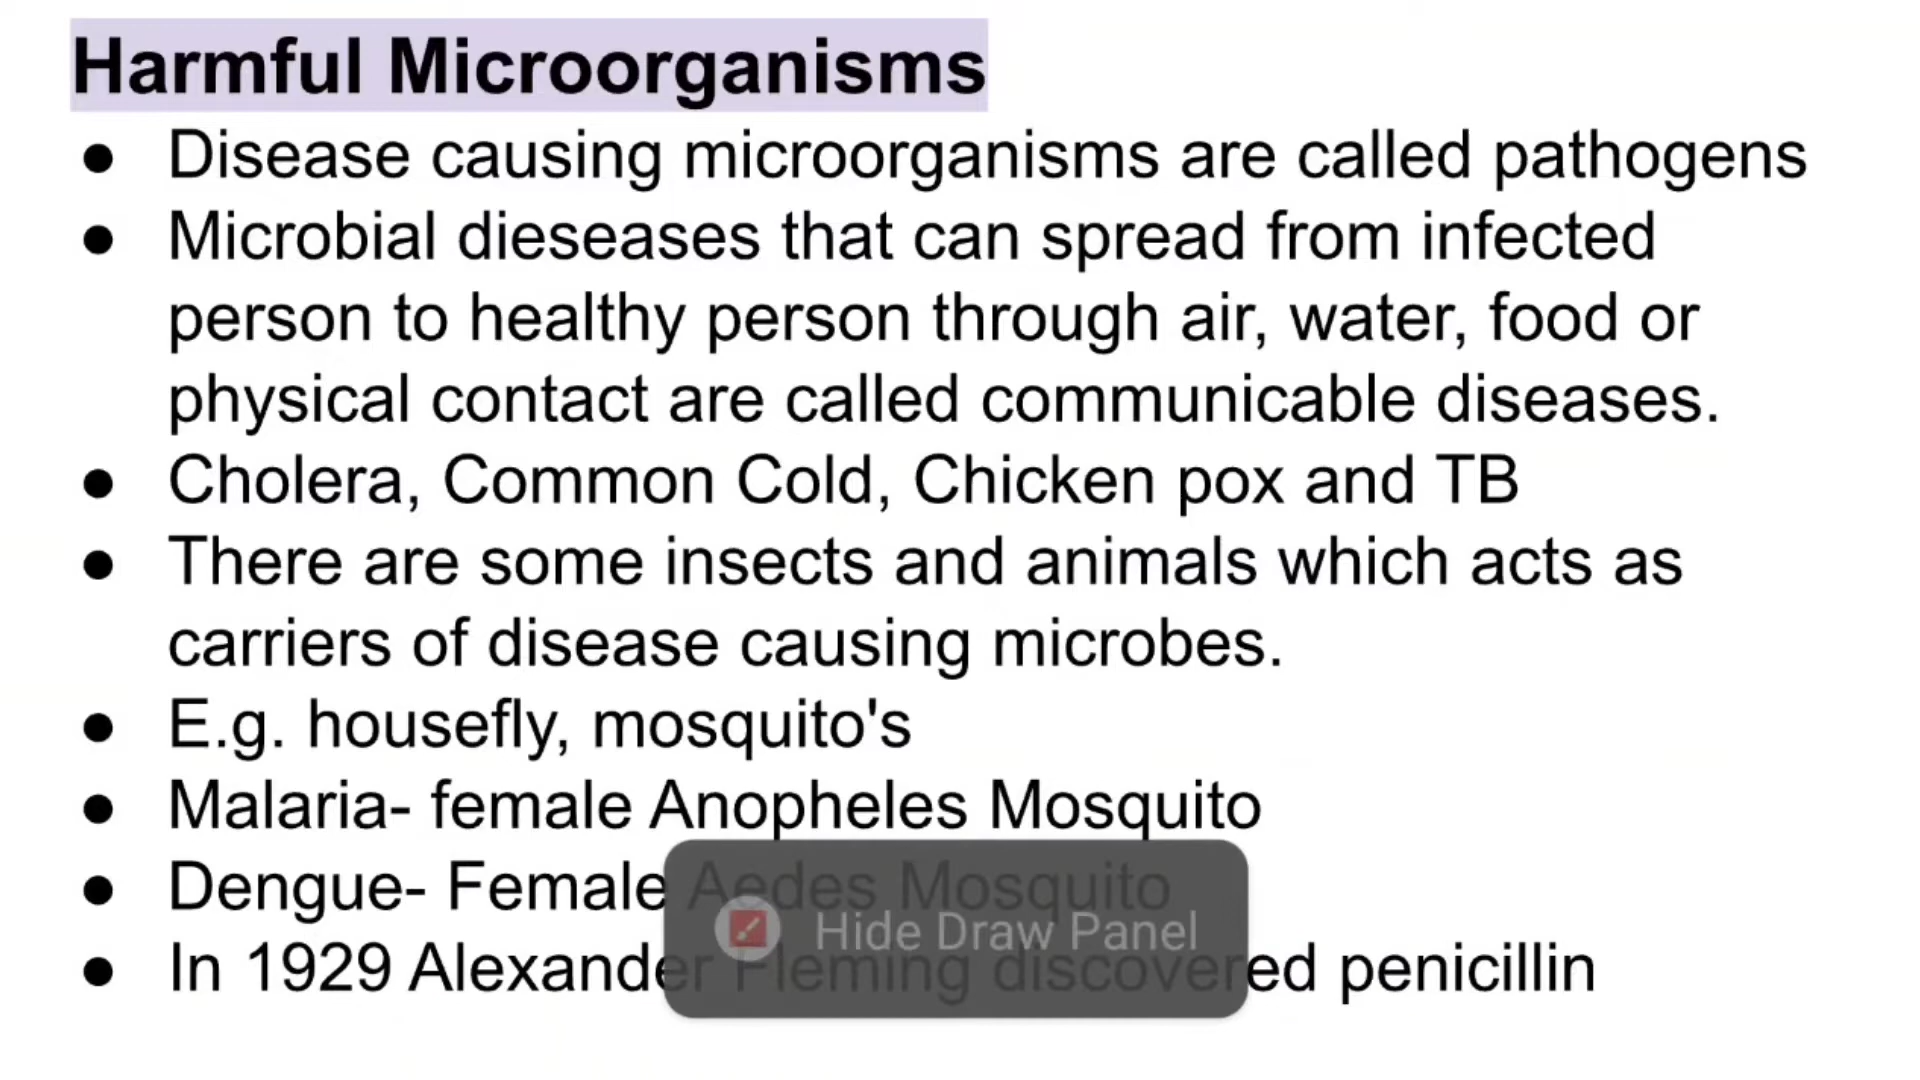 Harmful Microorganisms
● Disease causing microorganisms are called pathogens
● Microbial dieseases that can spread from infected
person to healthy person through air, water, food or
physical contact are called communicable diseases.
● Cholera, Common Cold, Chicken pox and TB
● There are some insects and animals which acts as
carriers of disease causing microbes.
● E.g. housefly, mosquito's
● Malaria- female Anopheles Mosquito
● Dengue- Female Aedes Mosquito
Hide Draw Panel
● In 1929 Alexander Fleming discovered penicillin